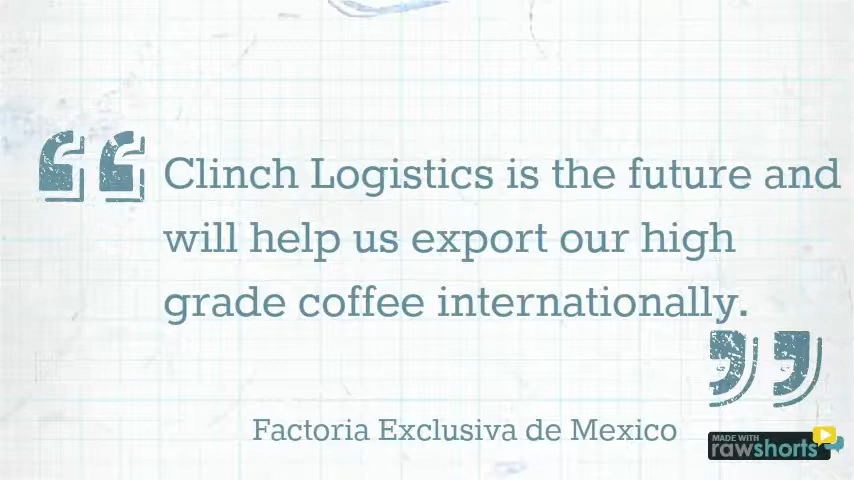 Clinch Logistics is the future and
will help us export our high
grade coffee internationally.
Factoria Exclusiva de Mexico
MADE WITH
rawshorts